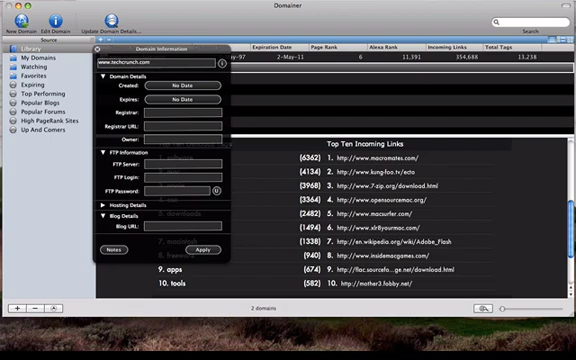 Domainer
New Domain
Edit Domain
Update Domain Details...
Search
Source
Library
My Domains
Watching
Favorites
Expiring
Top Performing
Popular Blogs
Popular Forums
High PageRank Sites
Up And Comers
Expiration Date
Page Rank
Alexa Rank
Incoming Links
Total Tags
May-97
2-May-11
6
11,391
354,688
13,238
Domain Information
www.techcrunch.com
Domain Details
Created:
No Date
Expires:
No Date
Registrar:
Registrar URL:
Owner:
FTP Information
FTP Server:
FTP Login:
FTP Password:
U
Hosting Details
Blog Details
Blog URL:
Notes
Apply
Top Ten Incoming Links
(6362) 1. http://www.macromates.com/
(4134) 2. http://www.kung-foo.tv/ecto
(3968) 3. http://www.7-zip.org/download.html
(3364) 4. http://www.opensourcemac.org/
(2482) 5. http://www.macsurfer.com/
(1494) 6. http://www.xlr8yourmac.com/
(1338) 7. http://en.wikipedia.org/wiki/Adobe_Flash
(940) 8. http://www.insidemacgames.com/
9. apps (674) 9. http://flac.sourcefo...ge.net/download.html
10. tools (582) 10. http://mother3.fobby.net/
2 domains